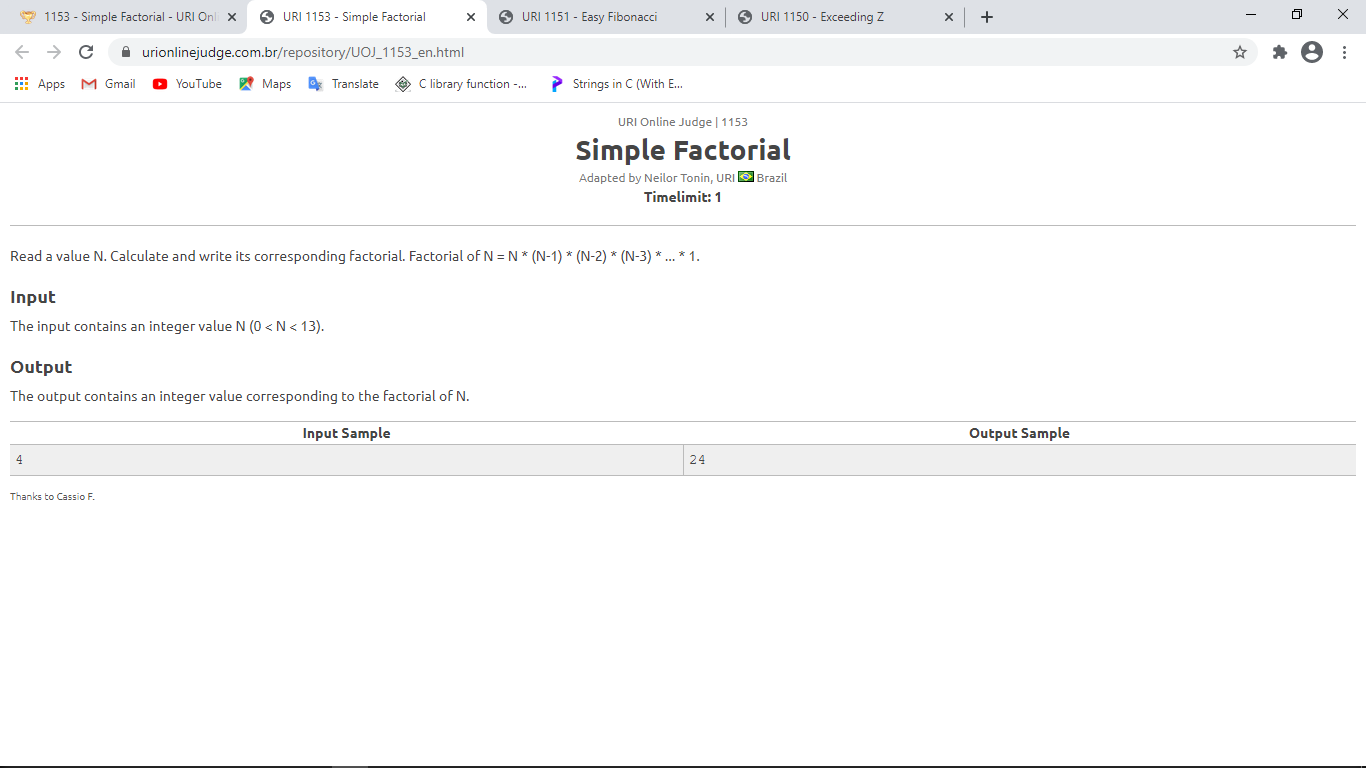 1153 - Simple Factorial - URI Onl
URI 1153 - Simple Factorial
URI 1151 - Easy Fibonacci
URI 1150 - Exceeding Z
urionlinejudge.com.br/repository/UOJ_1153_en.html
Apps
Gmail
YouTube
Maps
Translate
C library function -...
Strings in C (With E...
URI Online Judge | 1153
Simple Factorial
Adapted by Neilor Tonin, URI Brazil
Timelimit: 1
Read a value N. Calculate and write its corresponding factorial. Factorial of N = N * (N-1) * (N-2) * (N-3) * ... * 1.
Input
The input contains an integer value N (0 < N < 13).
Output
The output contains an integer value corresponding to the factorial of N.
Input Sample Output Sample
4 24
Thanks to Cassio F.